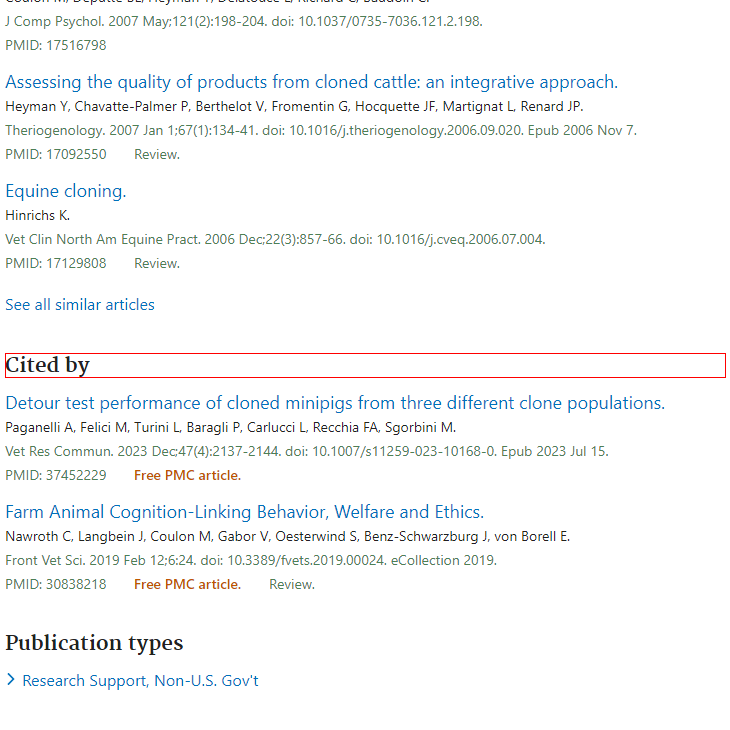 Coulon M, Deputte BL, Heyman Y, Delatouce L, Richard C, Baudoin C.
J Comp Psychol. 2007 May;121(2):198-204. doi: 10.1037/0735-7036.121.2.198.
PMID: 17516798
Assessing the quality of products from cloned cattle: an integrative approach.
Heyman Y, Chavatte-Palmer P, Berthelot V, Fromentin G, Hocquette JF, Martignat L, Renard JP.
Theriogenology. 2007 Jan 1;67(1):134-41. doi: 10.1016/j.theriogenology.2006.09.020. Epub 2006 Nov 7.
PMID: 17092550 Review.
Equine cloning.
Hinrichs K.
Vet Clin North Am Equine Pract. 2006 Dec;22(3):857-66. doi: 10.1016/j.cveq.2006.07.004.
PMID: 17129808 Review.
See all similar articles
Cited by
Detour test performance of cloned minipigs from three different clone populations.
Paganelli A, Felici M, Turini L, Baragli P, Carlucci L, Recchia FA, Sgorbini M.
Vet Res Commun. 2023 Dec;47(4):2137-2144. doi: 10.1007/s11259-023-10168-0. Epub 2023 Jul 15.
PMID: 37452229 Free PMC article.
Farm Animal Cognition-Linking Behavior, Welfare and Ethics.
Nawroth C, Langbein J, Coulon M, Gabor V, Oesterwind S, Benz-Schwarzburg J, von Borell E.
Front Vet Sci. 2019 Feb 12;6:24. doi: 10.3389/fvets.2019.00024. eCollection 2019.
PMID: 30838218 Free PMC article. Review.
Publication types
Research Support, Non-U.S. Gov't